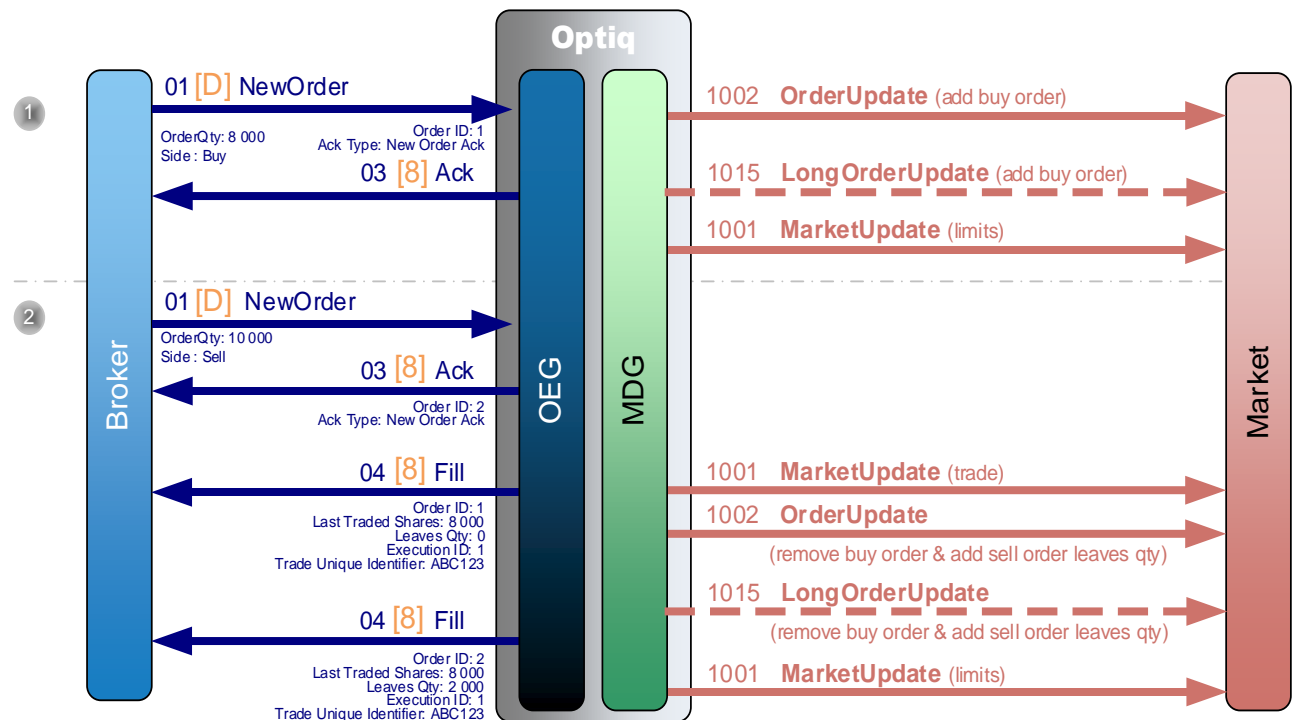 Optiq
1
01 [D] NewOrder
OrderQty: 8 000
Side : Buy
Order ID: 1
Ack Type: New Order Ack
03 [8] Ack
1002 OrderUpdate (add buy order)
1015 LongOrderUpdate (add buy order)
1001 MarketUpdate (limits)
2
01 [D] NewOrder
OrderQty: 10 000
Side : Sell
03 [8] Ack
Order ID: 2
Ack Type: New Order Ack
04 [8] Fill
Order ID: 1
Last Traded Shares: 8 000
Leaves Qty: 0
Execution ID: 1
Trade Unique Identifier: ABC123
04 [8] Fill
Order ID: 2
Last Traded Shares: 8 000
Leaves Qty: 2 000
Execution ID: 1
Trade Unique Identifier: ABC123
1001 MarketUpdate (trade)
1002 OrderUpdate
(remove buy order & add sell order leaves qty)
1015 LongOrderUpdate
(remove buy order & add sell order leaves qty)
1001 MarketUpdate (limits)
Broker
OEG
MDG
Market